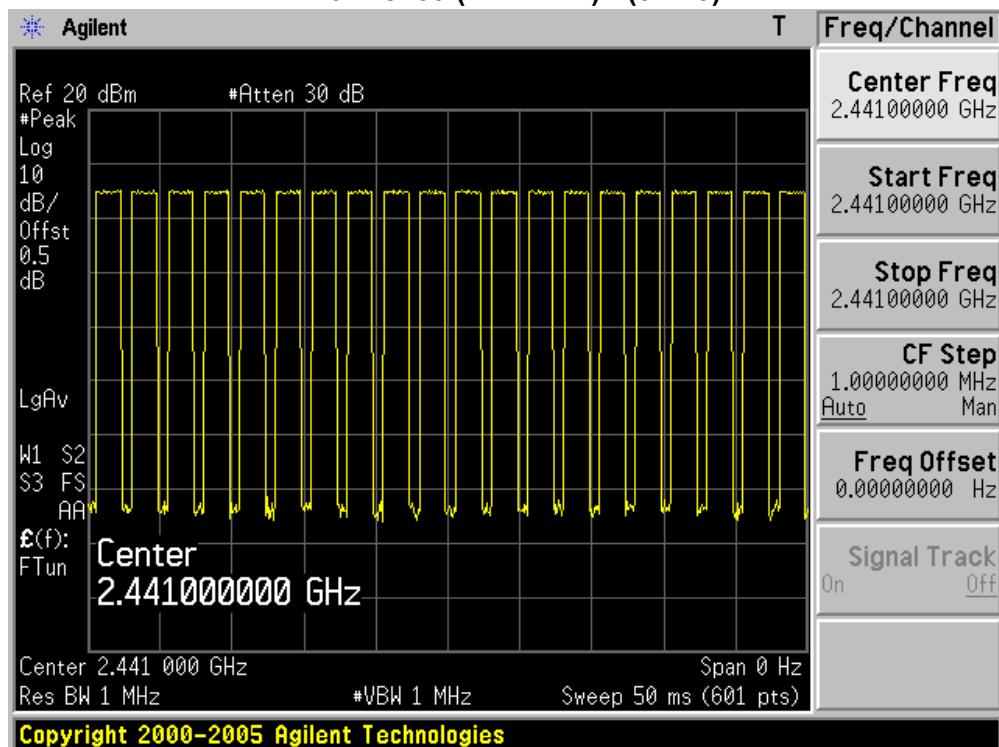 Agilent T Freq/Channel
Ref 20 dBm #Atten 30 dB
#Peak
Log
10
dB/
Offst
0.5
dB
LgAv
W1 S2
S3 FS
AA
£(f):
FTun
Center
2.441000000 GHz
Center 2.441 000 GHz Span 0 Hz
Res BW 1 MHz #VBW 1 MHz Sweep 50 ms (601 pts)
Center Freq
2.44100000 GHz
Start Freq
2.44100000 GHz
Stop Freq
2.44100000 GHz
CF Step
1.00000000 MHz
Auto Man
Freq Offset
0.00000000 Hz
Signal Track
On Off
Copyright 2000-2005 Agilent Technologies